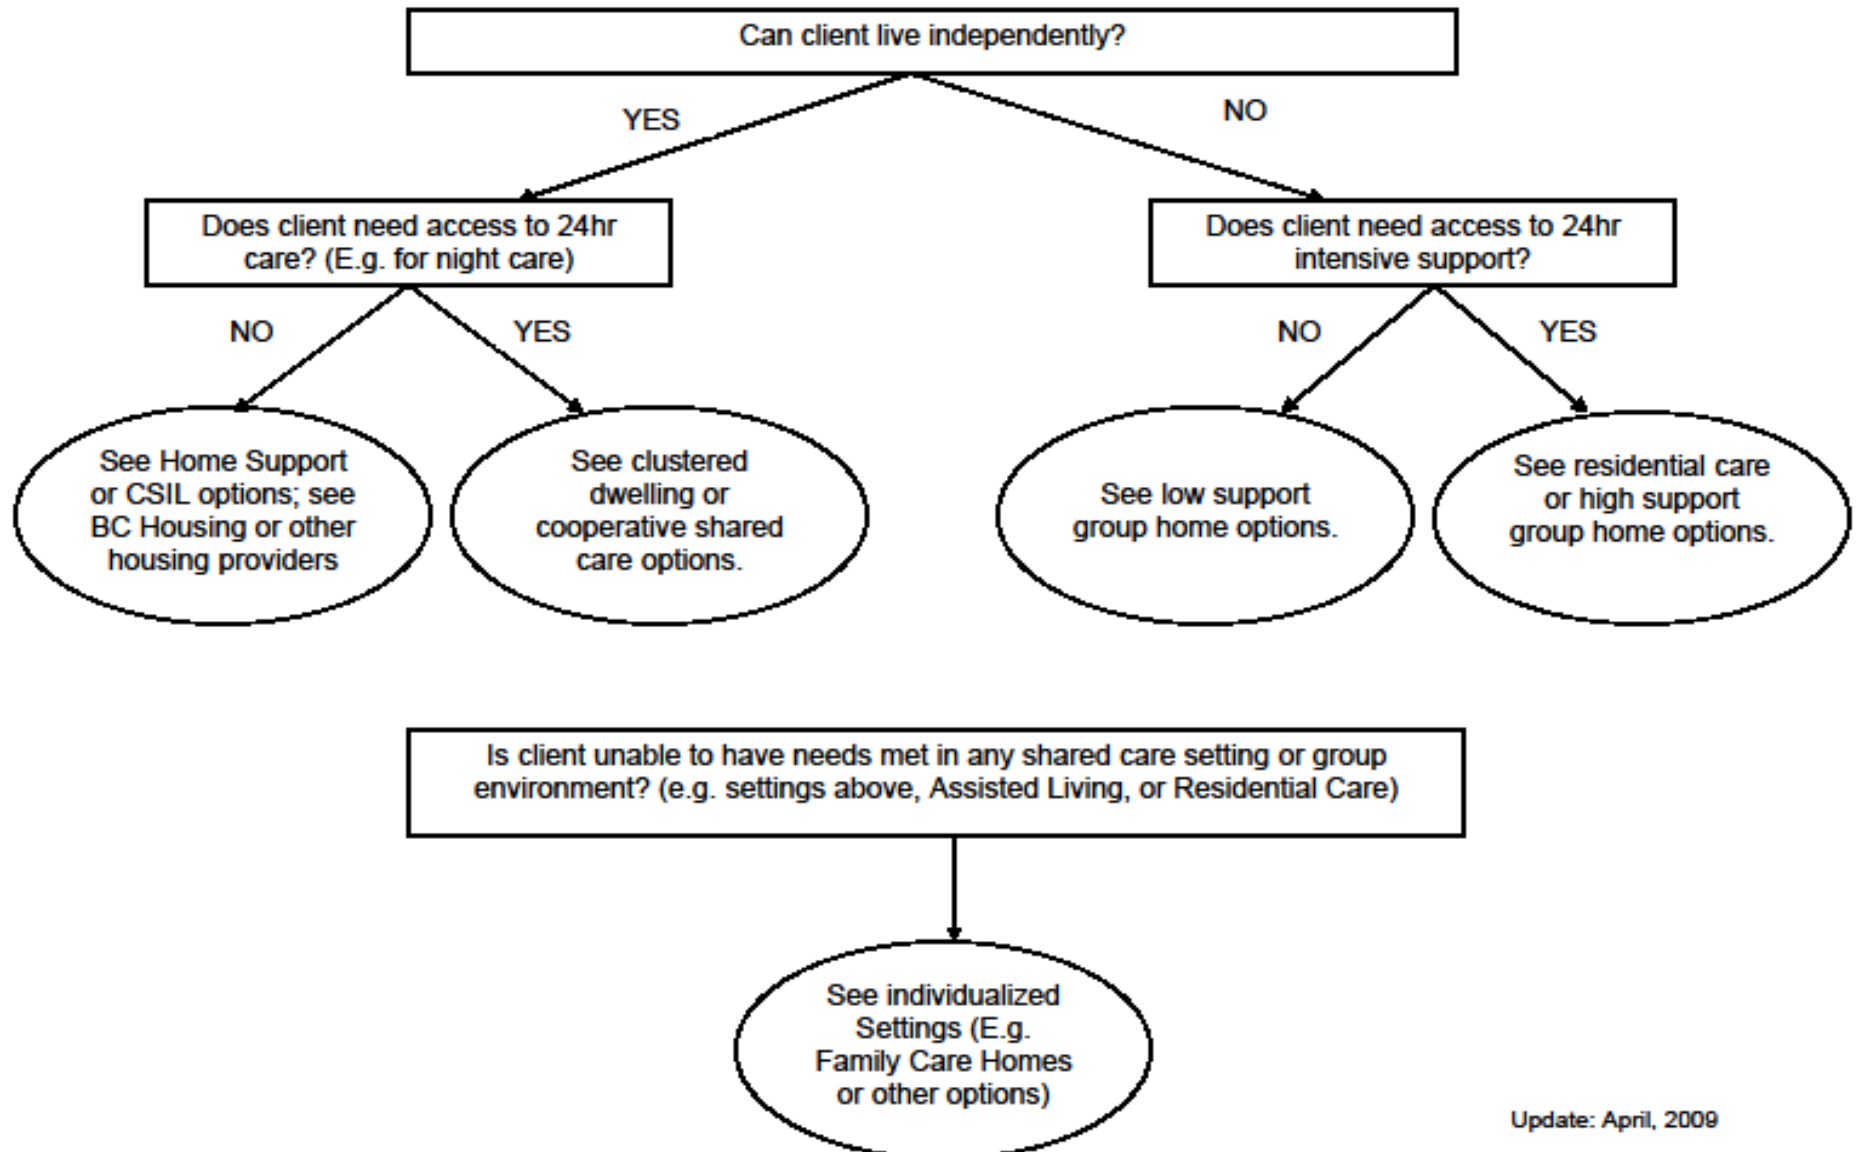 Can client live independently?
YES
NO
Does client need access to 24hr
care? (E.g. for night care)
Does client need access to 24hr
intensive support?
NO
YES
NO
YES
See Home Support
or CSIL options; see
BC Housing or other
housing providers
See clustered
dwelling or
cooperative shared
care options.
See low support
group home options.
See residential care
or high support
group home options.
Is client unable to have needs met in any shared care setting or group
environment? (e.g. settings above, Assisted Living, or Residential Care)
See individualized
Settings (E.g.
Family Care Homes
or other options)
Update: April, 2009